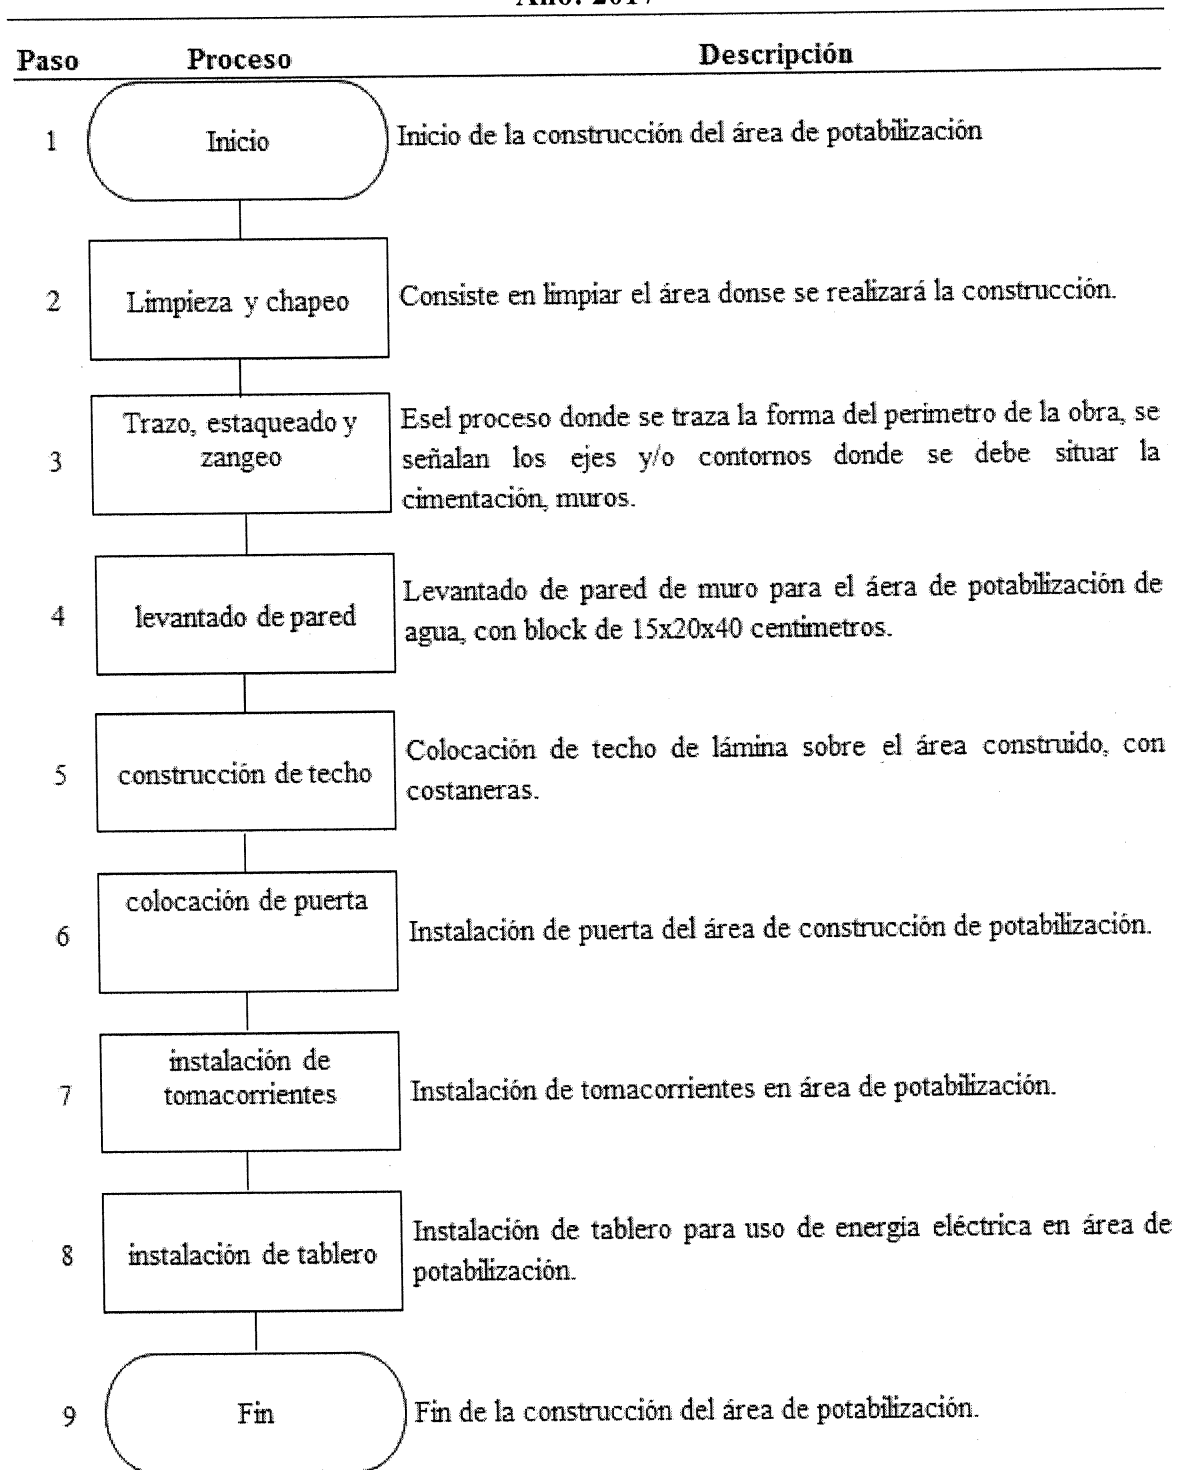 Año: 2017
Paso Proceso Descripción
1 Inicio Inicio de la construcción del área de potabilización
2 Limpieza y chapeo Consiste en limpiar el área donse se realizará la construcción.
3 Trazo, estaqueado y
zangeo
Esel proceso donde se traza la forma del perimetro de la obra, se
señalan los ejes y/o contornos donde se debe situar la
cimentación, muros.
4 levantado de pared
Levantado de pared de muro para el áera de potabilización de
agua, con block de 15x20x40 centimetros.
5 construcción de techo
Colocación de techo de lámina sobre el área construido, con
costaneras.
6 colocación de puerta
Instalación de puerta del área de construcción de potabilización.
7 instalación de
tomacorrientes
Instalación de tomacorrientes en área de potabilización.
8 instalación de tablero
Instalación de tablero para uso de energía eléctrica en área de
potabilización.
9 Fin Fin de la construcción del área de potabilización.